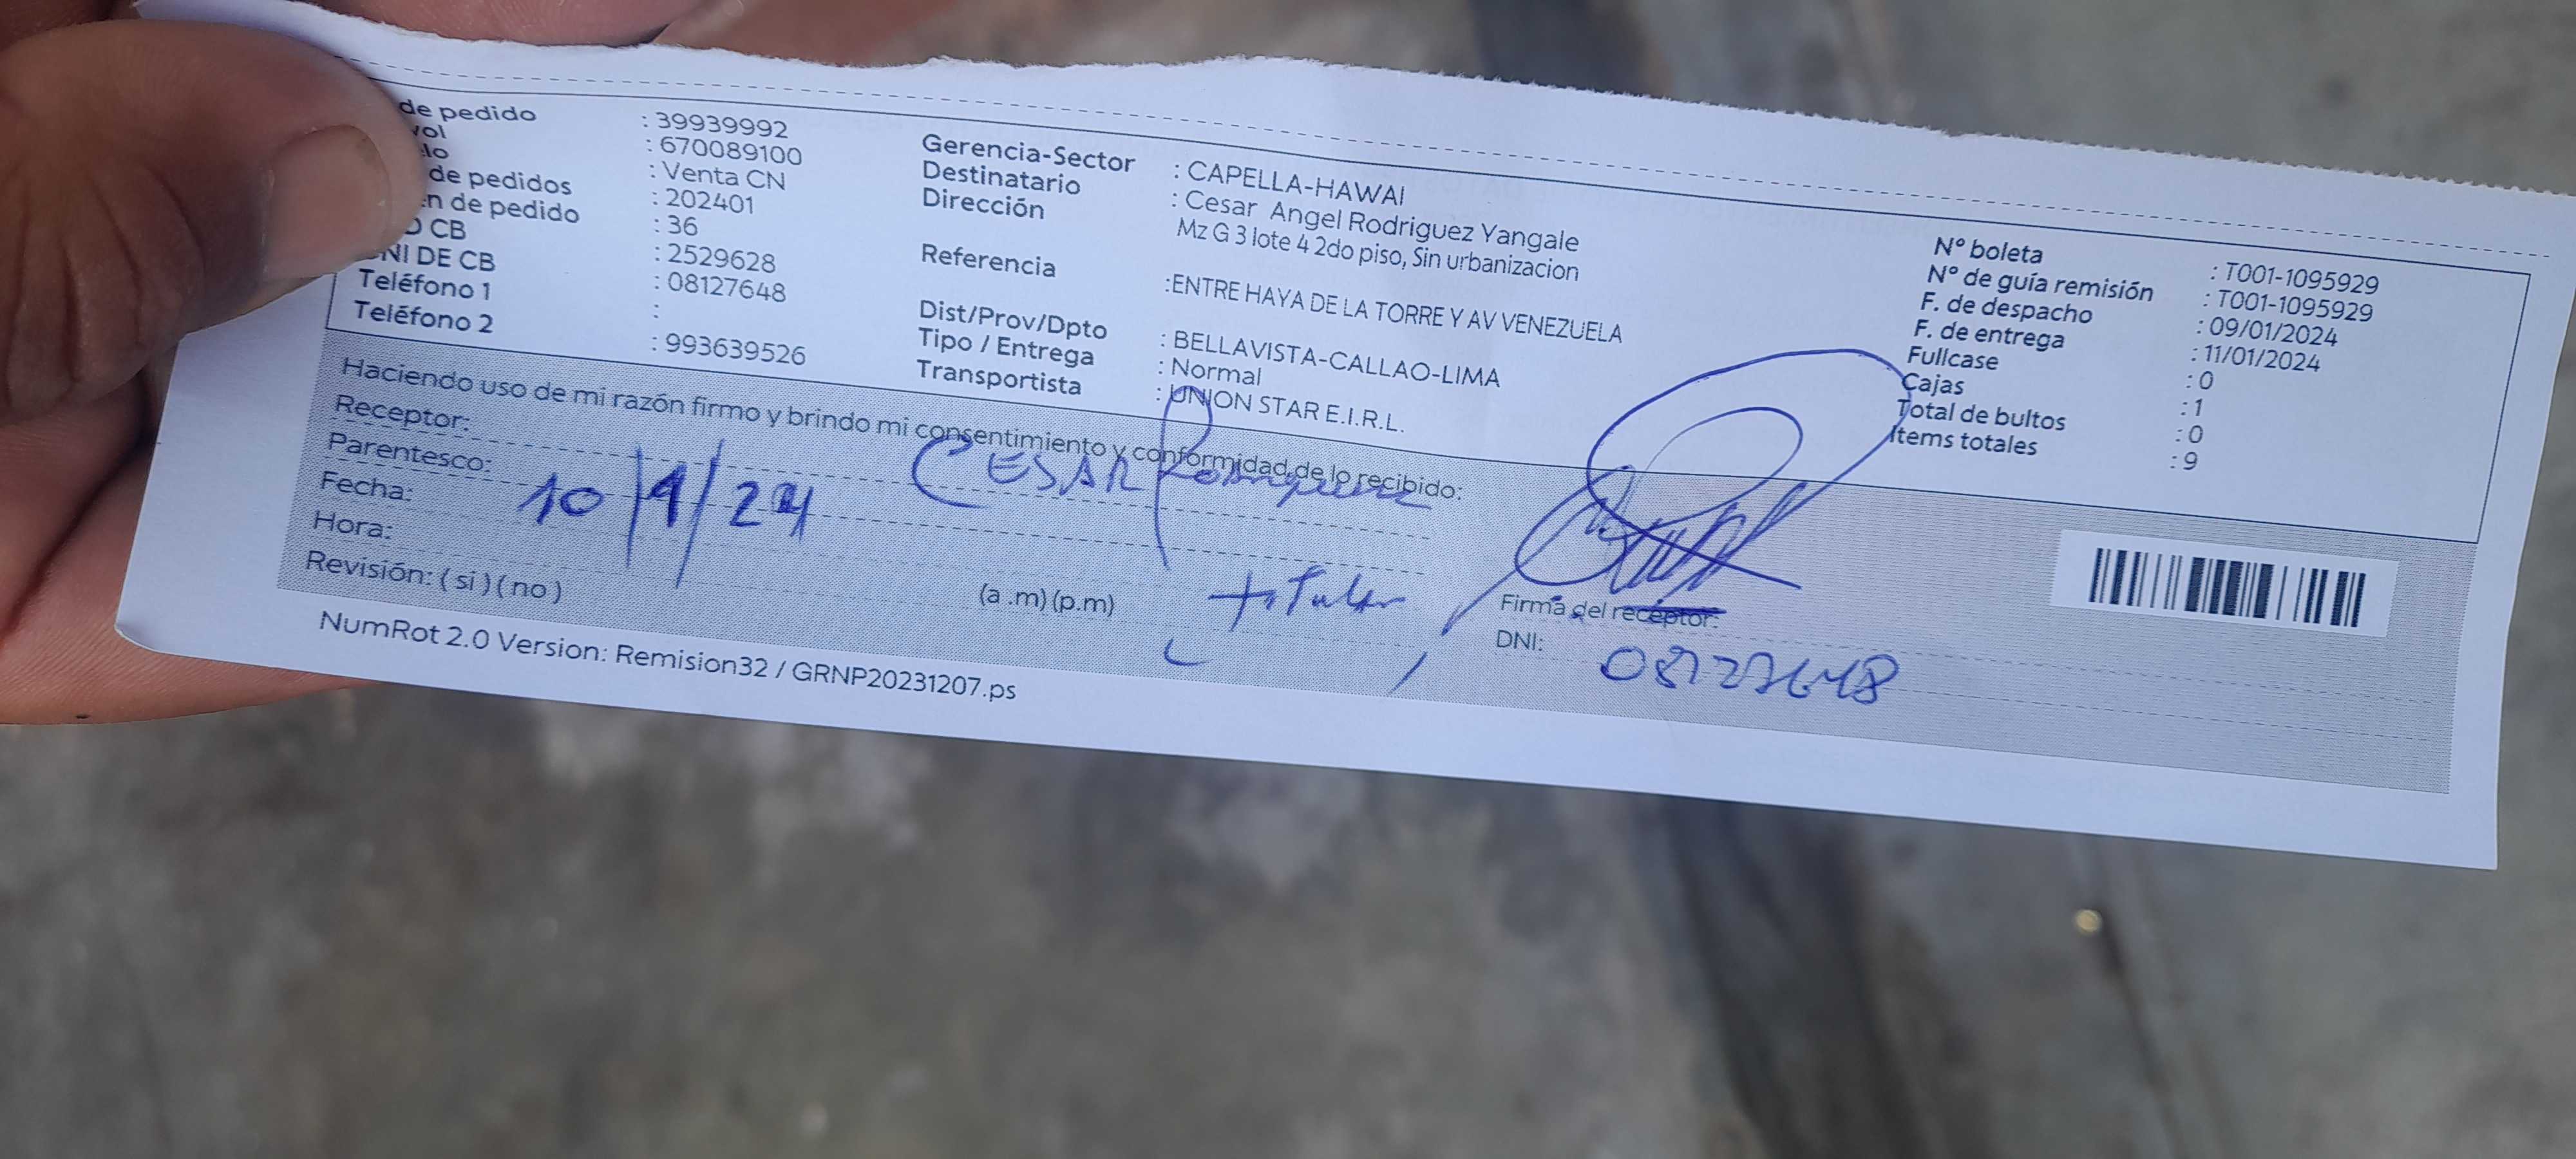 de pedido : 39939992
vol : 670089100
lo : Venta CN
de pedidos : 202401
n de pedido : 36
O CB : 2529628
NI DE CB : 08127648
Teléfono 1 :
Teléfono 2 : 993639526
Gerencia-Sector : CAPELLA-HAWAI
Destinatario : Cesar Angel Rodriguez Yangale
Dirección Mz G 3 lote 4 2do piso, Sin urbanizacion
Referencia :ENTRE HAYA DE LA TORRE Y AV VENEZUELA
Dist/Prov/Dpto : BELLAVISTA-CALLAO-LIMA
Tipo / Entrega : Normal
Transportista : UNION STAR E.I.R.L.
Nº boleta : T001-1095929
Nº de guía remisión : T001-1095929
F. de despacho : 09/01/2024
F. de entrega : 11/01/2024
Fullcase : 0
Cajas : 1
Total de bultos : 0
Items totales : 9
Haciendo uso de mi razón firmo y brindo mi consentimiento y conformidad de lo recibido:
Receptor: CESAR Rodriguez
Parentesco: titular
Fecha: 10/1/24
Hora: (a .m) (p.m)
Revisión: ( si ) ( no )
Firma del receptor:
DNI: 08127648
NumRot 2.0 Version: Remision32 / GRNP20231207.ps